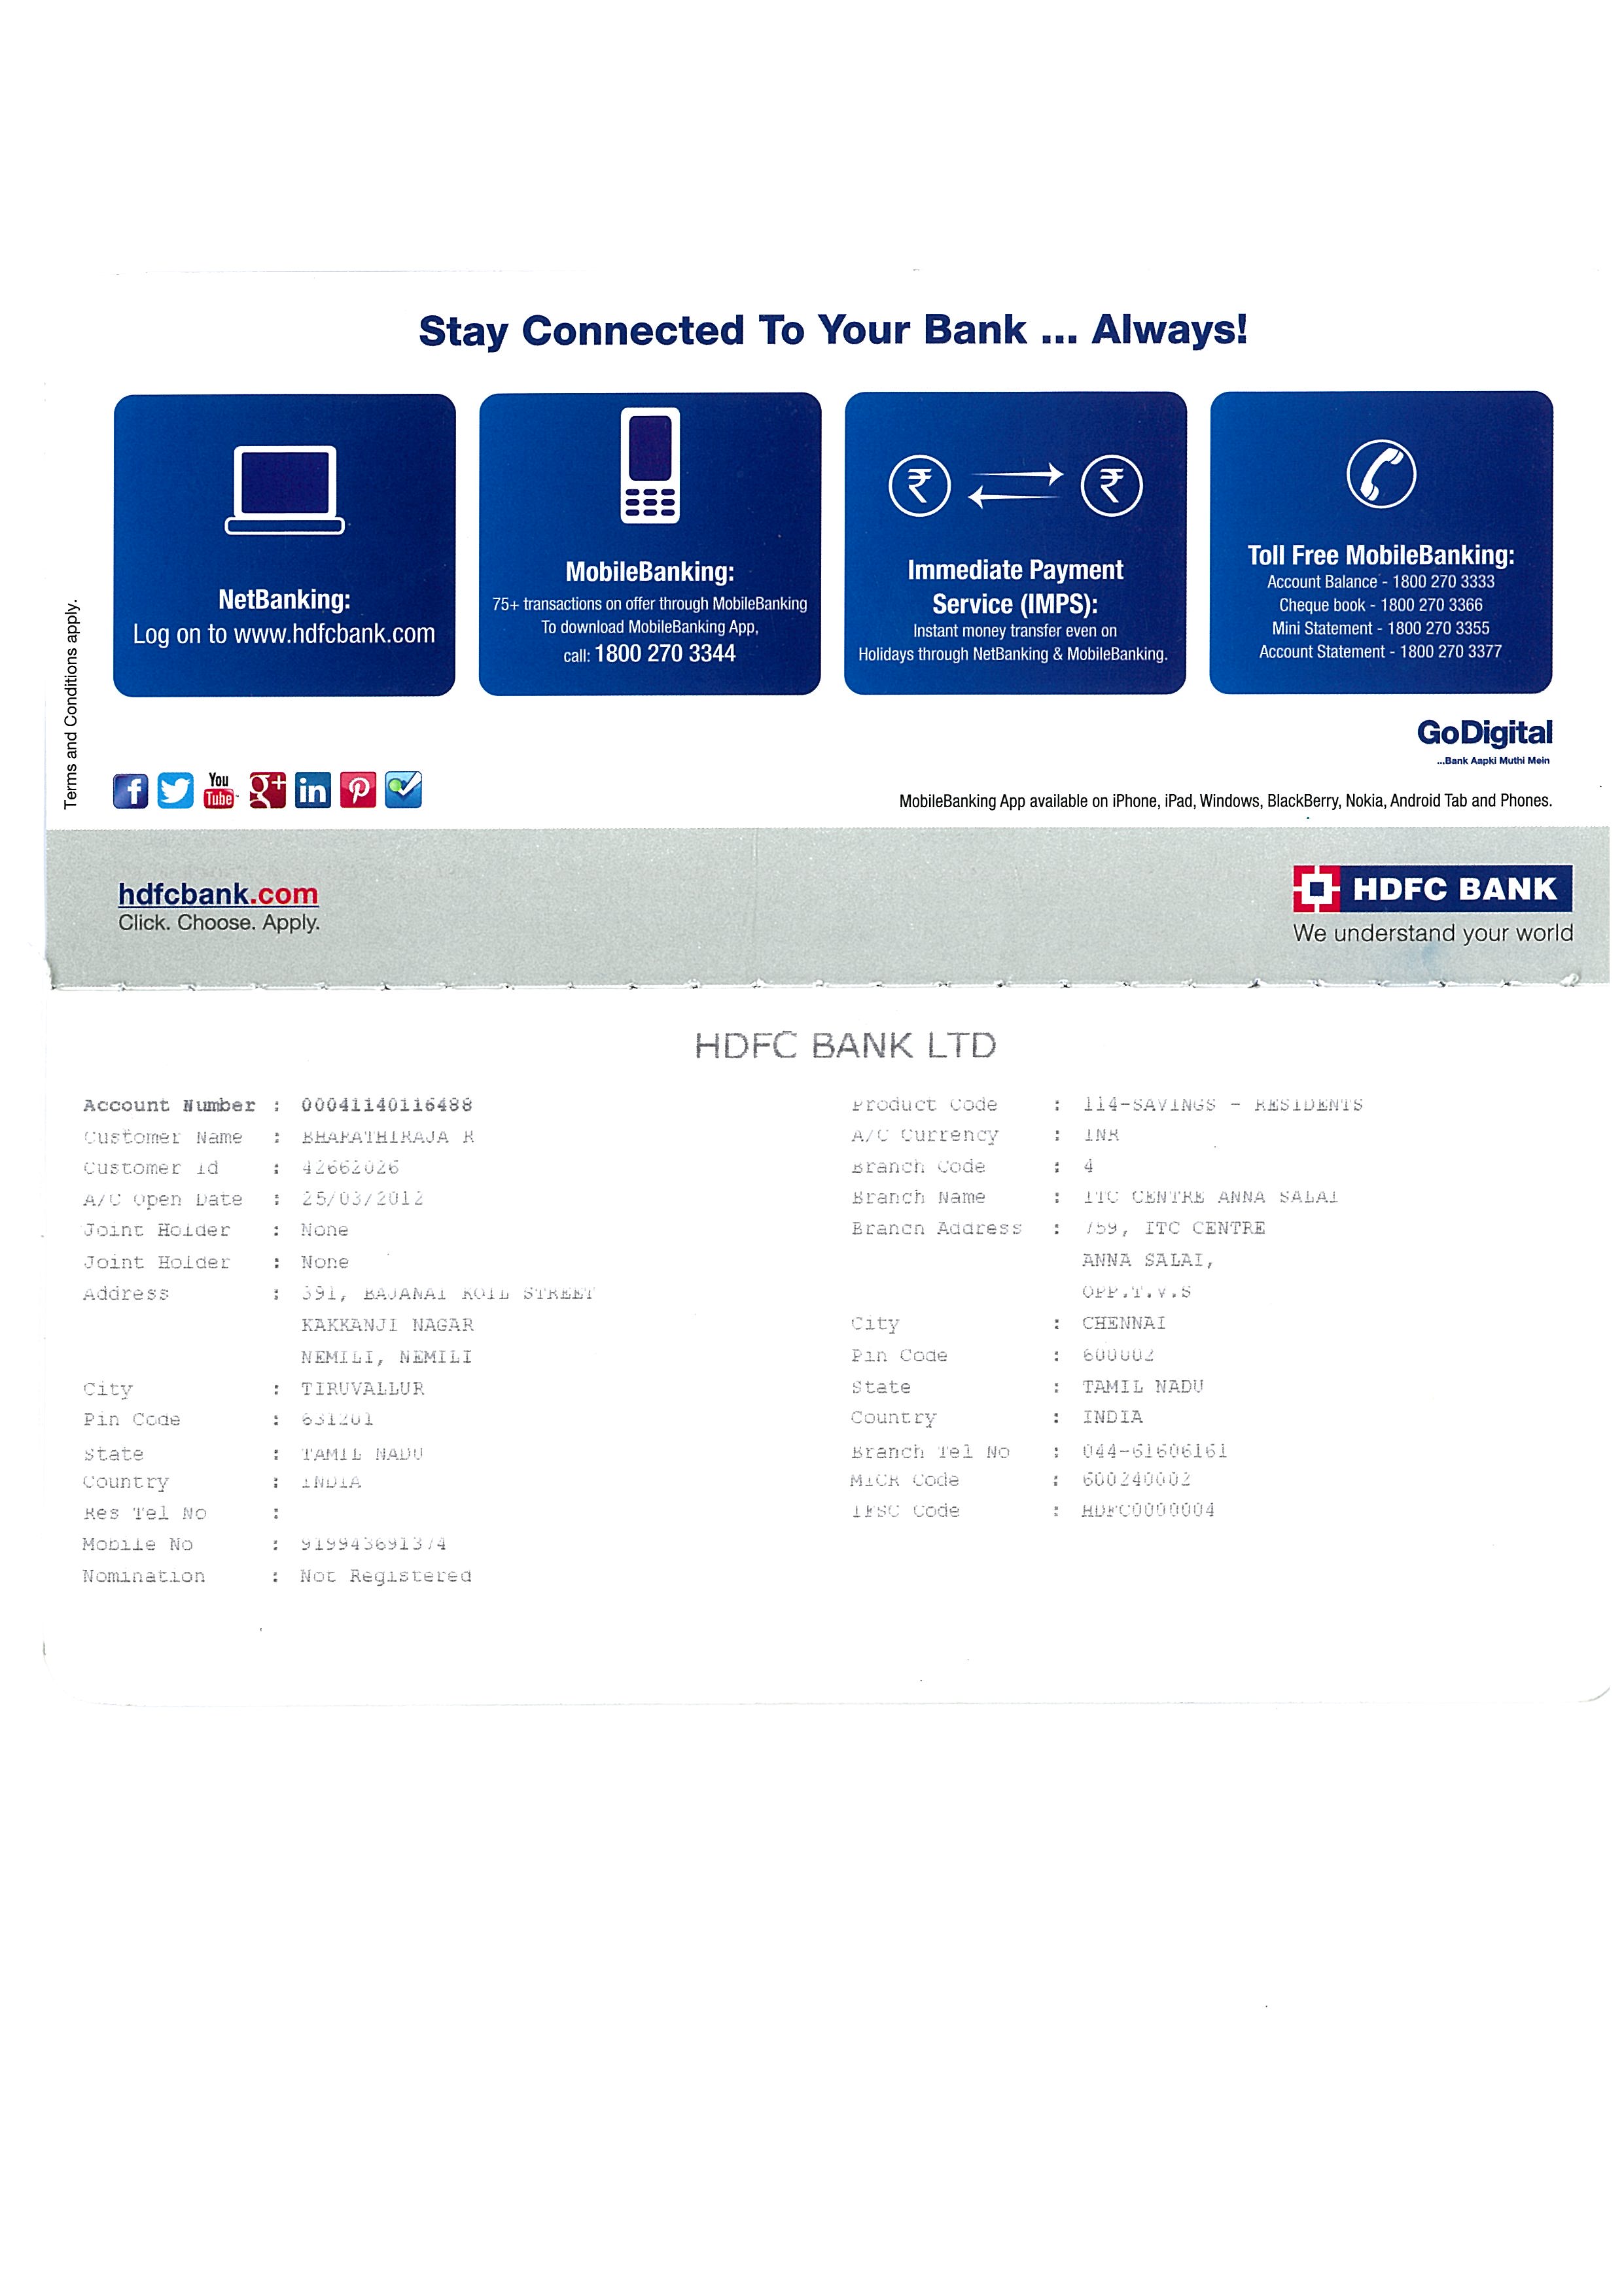 Stay Connected To Your Bank ... Always!
NetBanking:
Log on to www.hdfcbank.com
MobileBanking:
75+ transactions on offer through MobileBanking
To download MobileBanking App,
call: 1800 270 3344
Immediate Payment
Service (IMPS):
Instant money transfer even on
Holidays through NetBanking & MobileBanking.
Toll Free MobileBanking:
Account Balance - 1800 270 3333
Cheque book - 1800 270 3366
Mini Statement - 1800 270 3355
Account Statement - 1800 270 3377
Terms and Conditions apply.
GoDigital
...Bank Aapki Muthi Mein
You
Tube
MobileBanking App available on iPhone, iPad, Windows, BlackBerry, Nokia, Android Tab and Phones.
hdfcbank.com
Click. Choose. Apply.
HDFC BANK
We understand your world
HDFC BANK LTD
Account Number : 00041140116488
Customer Name : BHARATHIRAJA R
Customer Id : 42662026
A/C Open Date : 25/03/2012
Joint Holder : None
Joint Holder : None
Address : 391, BAJANAI KOIL STREET
KAKKANJI NAGAR
NEMILI, NEMILI
City : TIRUVALLUR
Pin Code : 631201
State : TAMIL NADU
Country : INDIA
Res Tel No :
Mobile No : 919943691374
Nomination : Not Registered
Product Code : 114-SAVINGS - RESIDENTS
A/C Currency : INR
Branch Code : 4
Branch Name : ITC CENTRE ANNA SALAI
Branch Address : 759, ITC CENTRE
ANNA SALAI,
OPP.T.V.S
City : CHENNAI
Pin Code : 600002
State : TAMIL NADU
Country : INDIA
Branch Tel No : 044-61606161
MICR Code : 600240002
IFSC Code : HDFC0000004